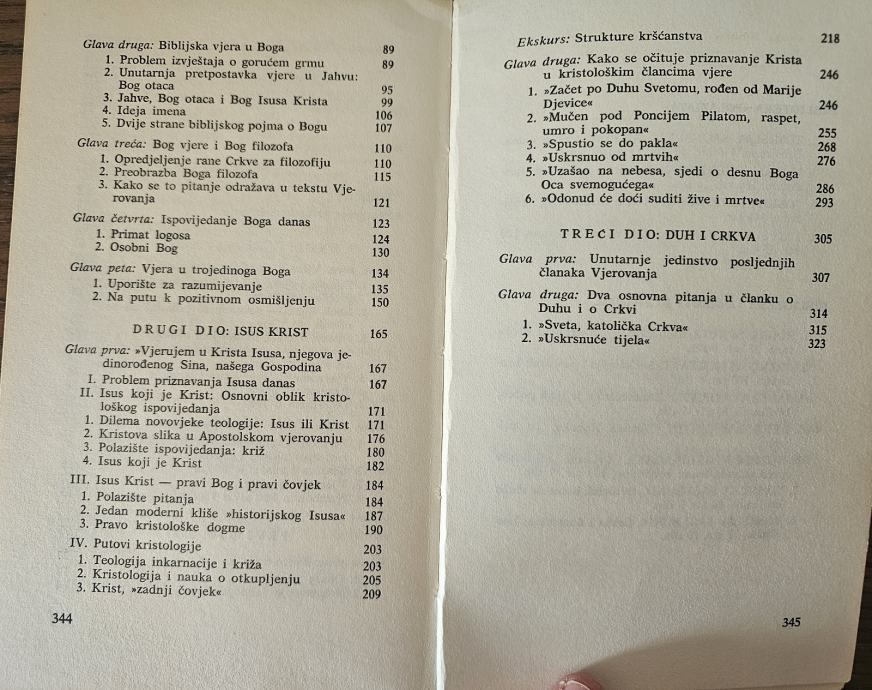 Glava druga: Biblijska vjera u Boga 89
1. Problem izvještaja o gorućem grmu 89
2. Unutarnja pretpostavka vjere u Jahvu:
Bog otaca 95
3. Jahve, Bog otaca i Bog Isusa Krista 99
4. Ideja imena 106
5. Dvije strane biblijskog pojma o Bogu 107
Glava treća: Bog vjere i Bog filozofa 110
1. Opredjeljenje rane Crkve za filozofiju 110
2. Preobrazba Boga filozofa 115
3. Kako se to pitanje odražava u tekstu Vje-
rovanja 121
Glava četvrta: Ispovijedanje Boga danas 123
1. Primat logosa 124
2. Osobni Bog 130
Glava peta: Vjera u trojedinoga Boga 134
1. Uporište za razumijevanje 135
2. Na putu k pozitivnom osmišljenju 150
DRUGI DIO: ISUS KRIST 165
Glava prva: »Vjerujem u Krista Isusa, njegova je-
dinorođenog Sina, našega Gospodina 167
I. Problem priznavanja Isusa danas 167
II. Isus koji je Krist: Osnovni oblik kristo-
loškog ispovijedanja 171
1. Dilema novovjeke teologije: Isus ili Krist 171
2. Kristova slika u Apostolskom vjerovanju 176
3. Polazište ispovijedanja: križ 180
4. Isus koji je Krist 182
III. Isus Krist — pravi Bog i pravi čovjek 184
1. Polazište pitanja 184
2. Jedan moderni kliše »historijskog Isusa« 187
3. Pravo kristološke dogme 190
IV. Putovi kristologije 203
1. Teologija inkarnacije i križa 203
2. Kristologija i nauka o otkupljenju 205
3. Krist, »zadnji čovjek« 209
344
Ekskurs: Strukture kršćanstva 218
Glava druga: Kako se očituje priznavanje Krista
u kristološkim člancima vjere 246
1. »Začet po Duhu Svetomu, rođen od Marije
Djevice« 246
2. »Mučen pod Poncijem Pilatom, raspet,
umro i pokopan« 255
3. »Spustio se do pakla« 268
4. »Uskrsnuo od mrtvih« 276
5. »Uzašao na nebesa, sjedi o desnu Boga
Oca svemogućega« 286
6. »Odonud će doći suditi žive i mrtve« 293
TREĆI DIO: DUH I CRKVA 305
Glava prva: Unutarnje jedinstvo posljednjih
članaka Vjerovanja 307
Glava druga: Dva osnovna pitanja u članku o
Duhu i o Crkvi 314
1. »Sveta, katolička Crkva« 315
2. »Uskrsnuće tijela« 323
345